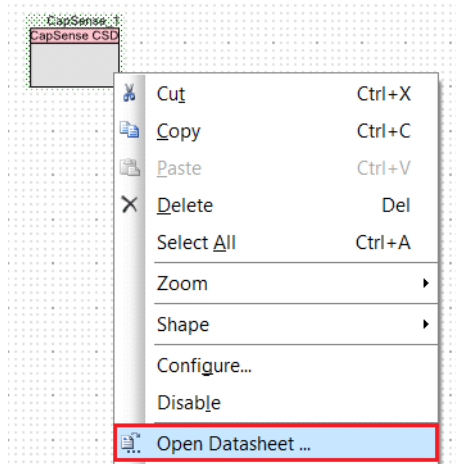 CapSense_1
CapSense CSD
Cut Ctrl+X
Copy Ctrl+C
Paste Ctrl+V
Delete Del
Select All Ctrl+A
Zoom
Shape
Configure...
Disable
Open Datasheet ...